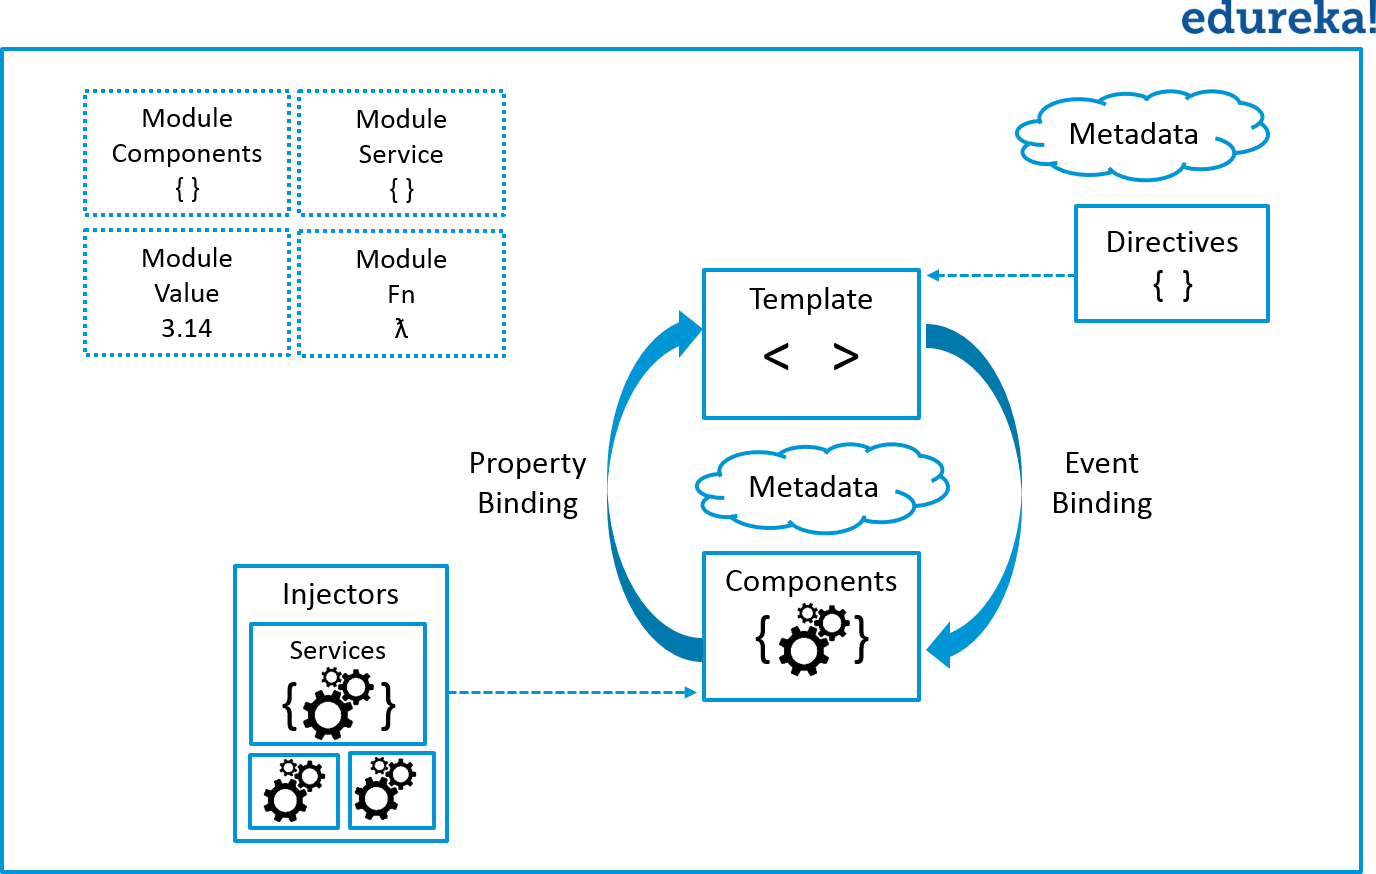 edureka!
Module
Components
{ }
Module
Service
{ }
Module
Value
3.14
Module
Fn
ƛ
Metadata
Directives
{ }
Template
< >
Property
Binding
Metadata
Event
Binding
Components
{ }
Injectors
Services
{ }